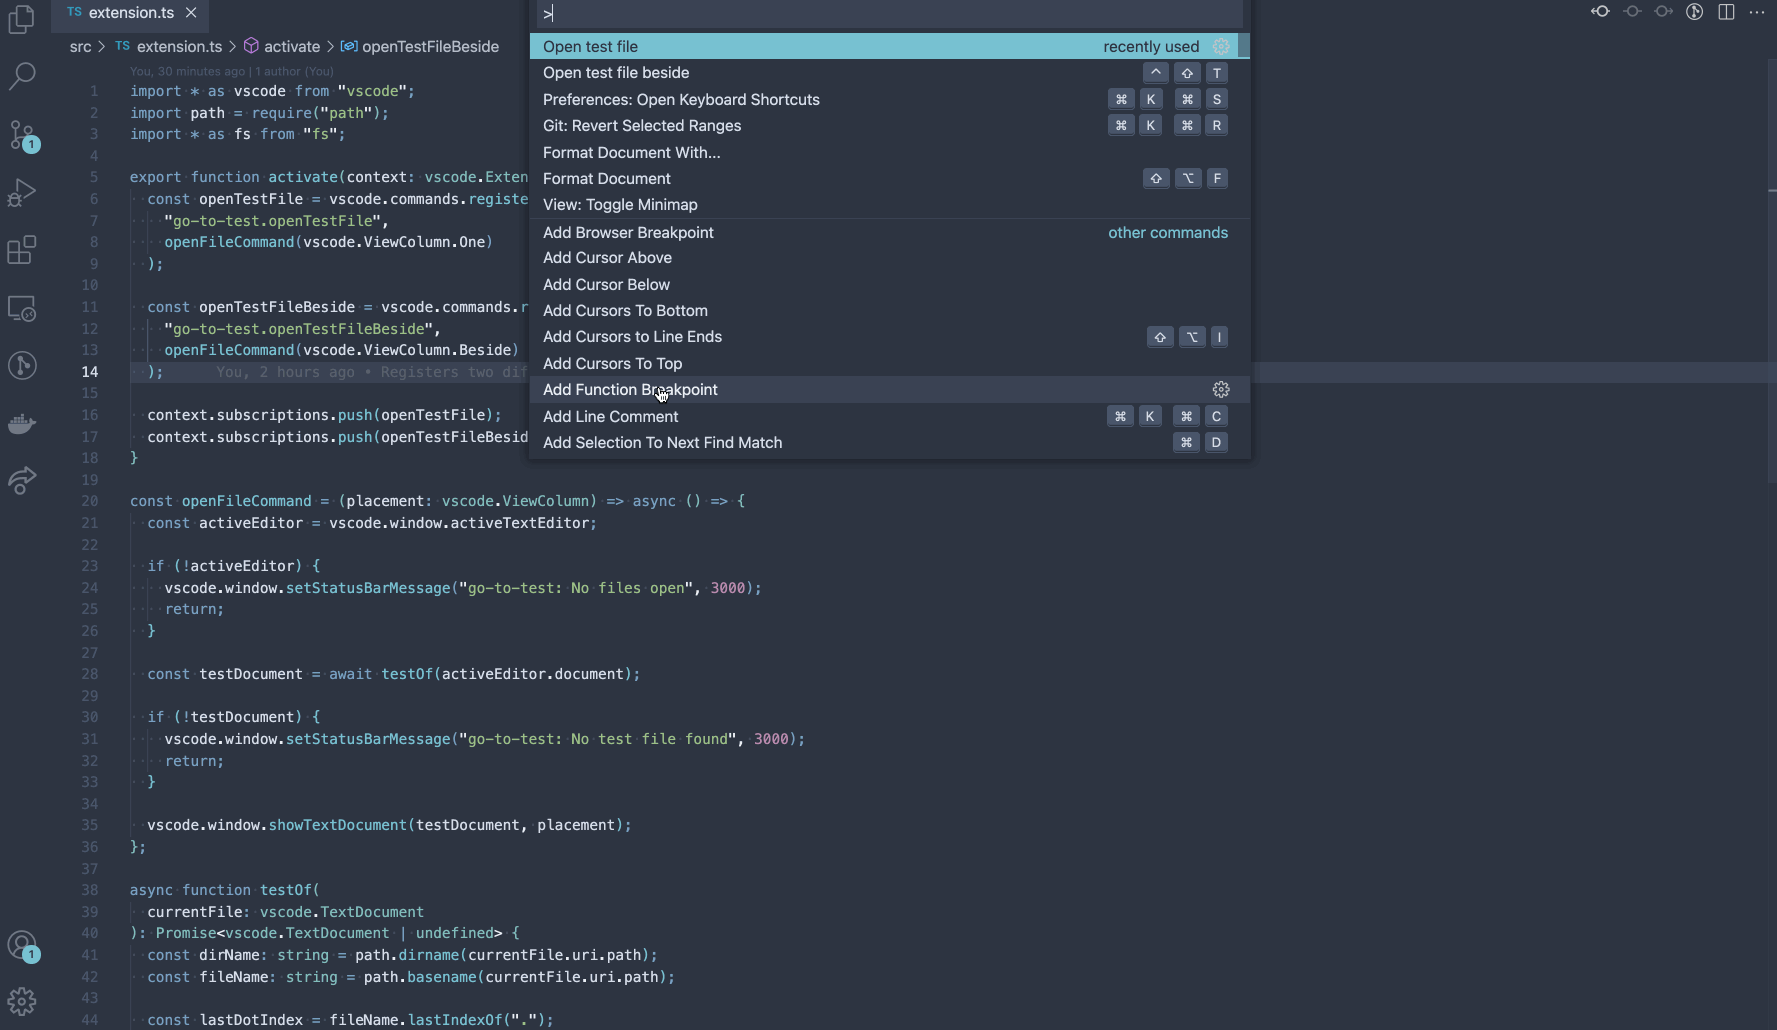 TS extension.ts
src > TS extension.ts > activate > openTestFileBeside
You, 30 minutes ago | 1 author (You)
1 import * as vscode from "vscode";
2 import path = require("path");
3 import * as fs from "fs";
4
5 export function activate(context: vscode.Exten
6 const openTestFile = vscode.commands.registe
7 "go-to-test.openTestFile",
8 openFileCommand(vscode.ViewColumn.One)
9 );
10
11 const openTestFileBeside = vscode.commands.r
12 "go-to-test.openTestFileBeside",
13 openFileCommand(vscode.ViewColumn.Beside)
14 ); You, 2 hours ago • Registers two dif
15
16 context.subscriptions.push(openTestFile);
17 context.subscriptions.push(openTestFileBesid
18 }
19
20 const openFileCommand = (placement: vscode.ViewColumn) => async () => {
21 const activeEditor = vscode.window.activeTextEditor;
22
23 if (!activeEditor) {
24 vscode.window.setStatusBarMessage("go-to-test: No files open", 3000);
25 return;
26 }
27
28 const testDocument = await testOf(activeEditor.document);
29
30 if (!testDocument) {
31 vscode.window.setStatusBarMessage("go-to-test: No test file found", 3000);
32 return;
33 }
34
35 vscode.window.showTextDocument(testDocument, placement);
36 };
37
38 async function testOf(
39 currentFile: vscode.TextDocument
40 ): Promise<vscode.TextDocument | undefined> {
41 const dirName: string = path.dirname(currentFile.uri.path);
42 const fileName: string = path.basename(currentFile.uri.path);
43
44 const lastDotIndex = fileName.lastIndexOf(".");
>
Open test file recently used
Open test file beside ^ ⇧ T
Preferences: Open Keyboard Shortcuts ⌘ K ⌘ S
Git: Revert Selected Ranges ⌘ K ⌘ R
Format Document With...
Format Document ⇧ ⌥ F
View: Toggle Minimap
Add Browser Breakpoint other commands
Add Cursor Above
Add Cursor Below
Add Cursors To Bottom
Add Cursors to Line Ends ⇧ ⌥ I
Add Cursors To Top
Add Function Breakpoint
Add Line Comment ⌘ K ⌘ C
Add Selection To Next Find Match ⌘ D
1
1